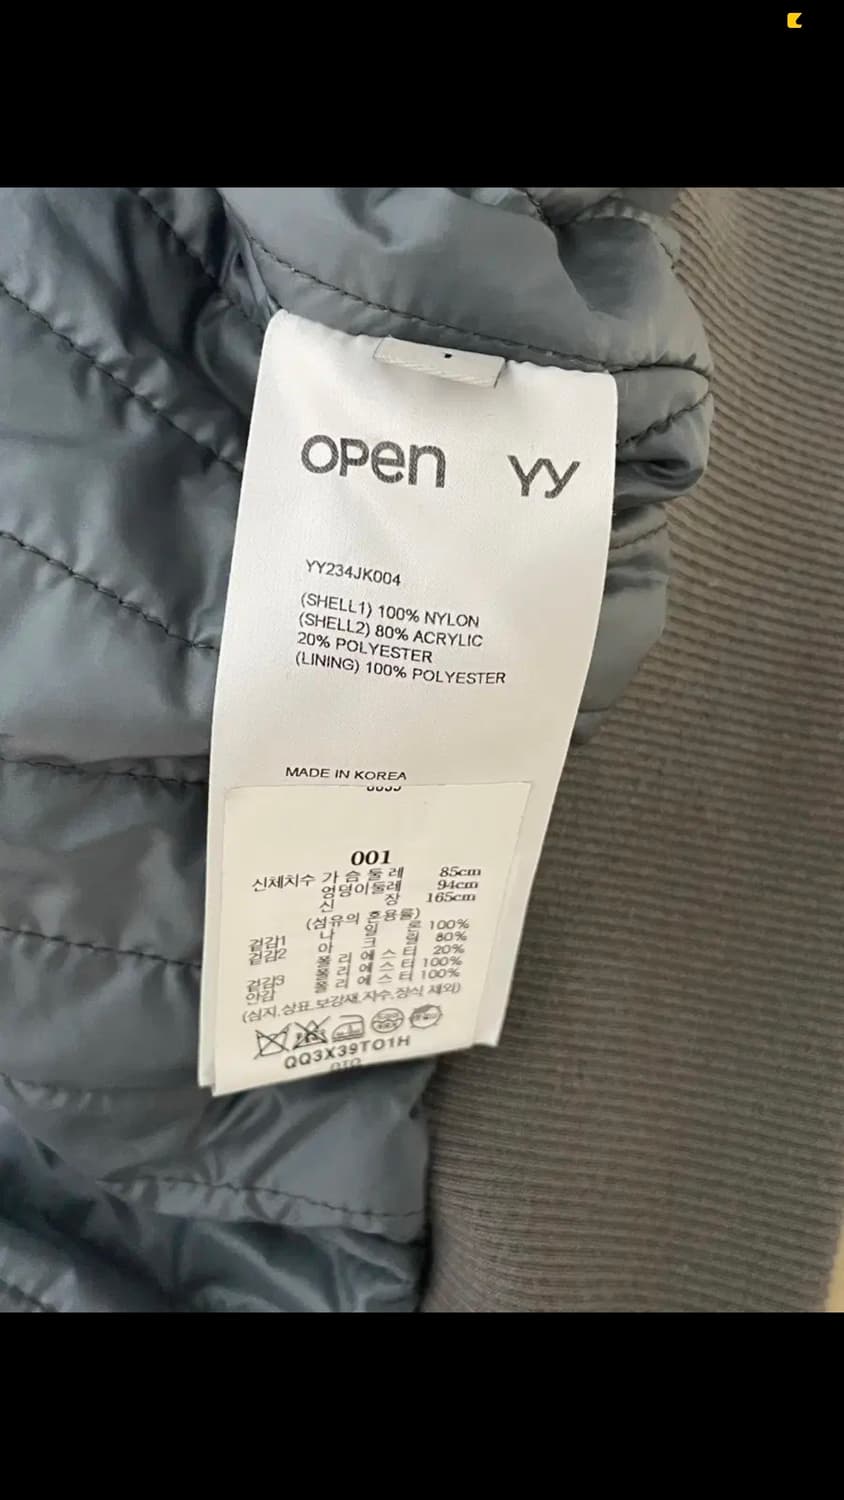 OPEN YY
YY234JK004
(SHELL1) 100% NYLON
(SHELL2) 80% ACRYLIC
20% POLYESTER
(LINING) 100% POLYESTER
MADE IN KOREA
001
신체치수 가 슴 둘 레 85cm
엉덩이둘레 94cm
신 장 165cm
(섬유의 혼용률)
겉감1 나 일 론 100%
겉감2 아 크 릴 80%
폴 리 에 스 터 20%
겉감3 폴 리 에 스 터 100%
안감 폴 리 에 스 터 100%
(심지.상표.보강재.자수.장식 제외)
QQ3X39TO1H